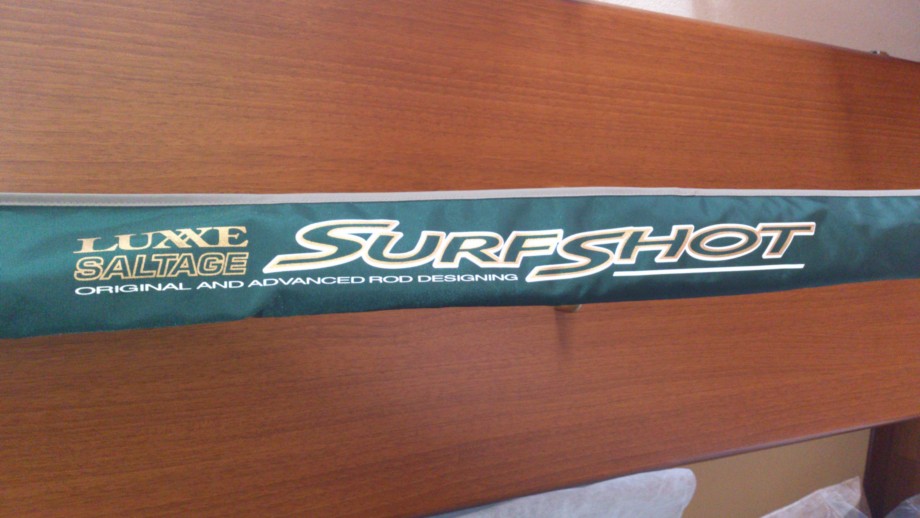 LUXXE
SALTAGE
ORIGINAL AND ADVANCED ROD DESIGNING
SURFSHOT